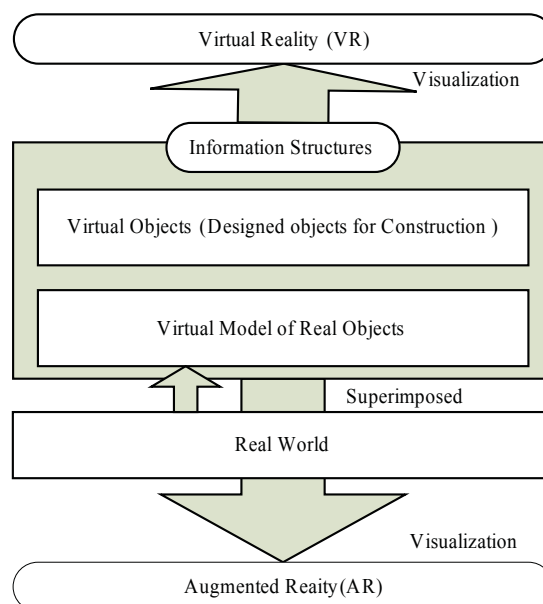 Virtual Reality (VR)
Visualization
Information Structures
Virtual Objects (Designed objects for Construction )
Virtual Model of Real Objects
Superimposed
Real World
Visualization
Augmented Reaity(AR)